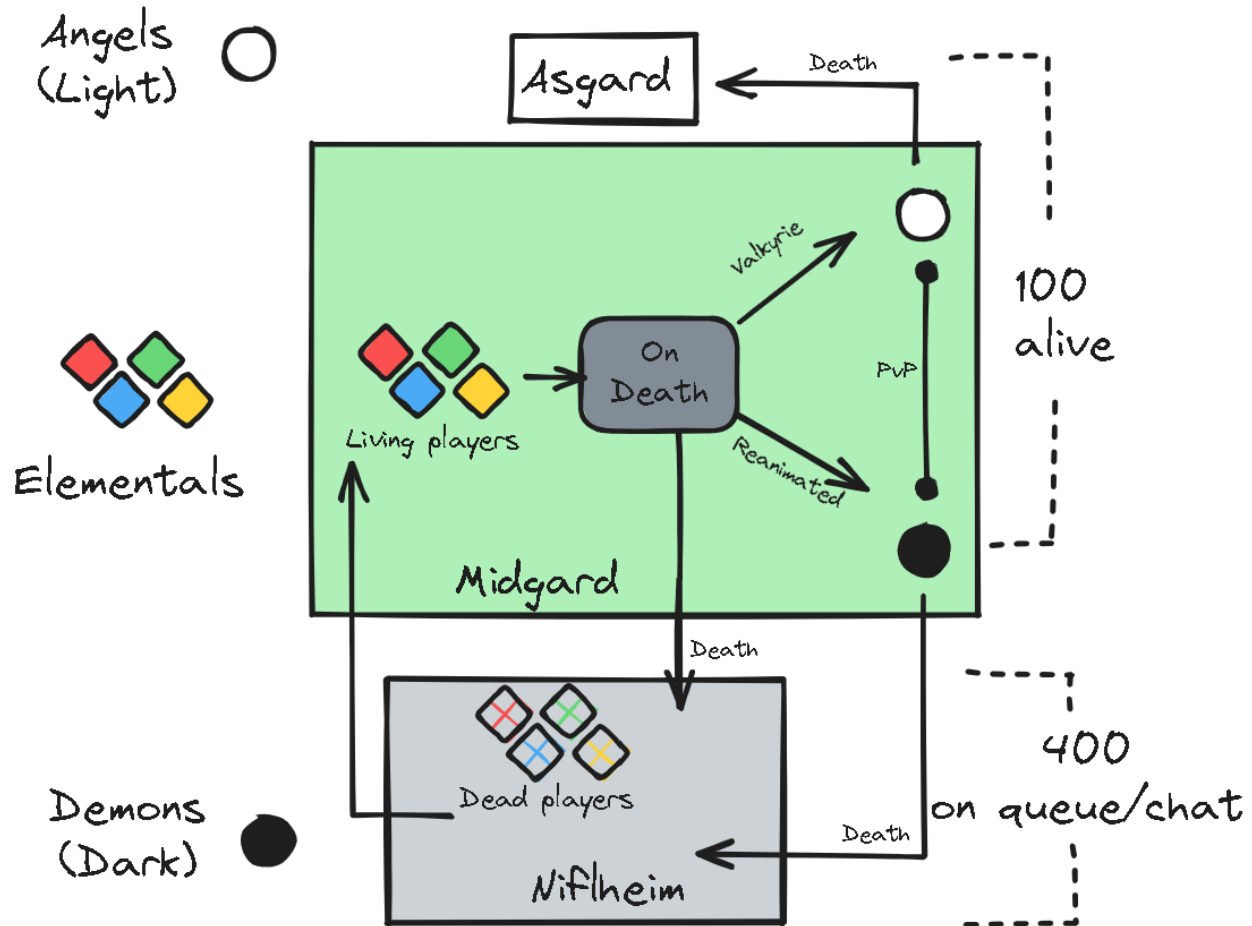 Angels
(Light)
Asgard
Death
Valkyrie
100
alive
On
Death
PvP
Living players
Reanimated
Elementals
Midgard
Death
400
on queue/chat
Dead players
Demons
(Dark)
Death
Niflheim